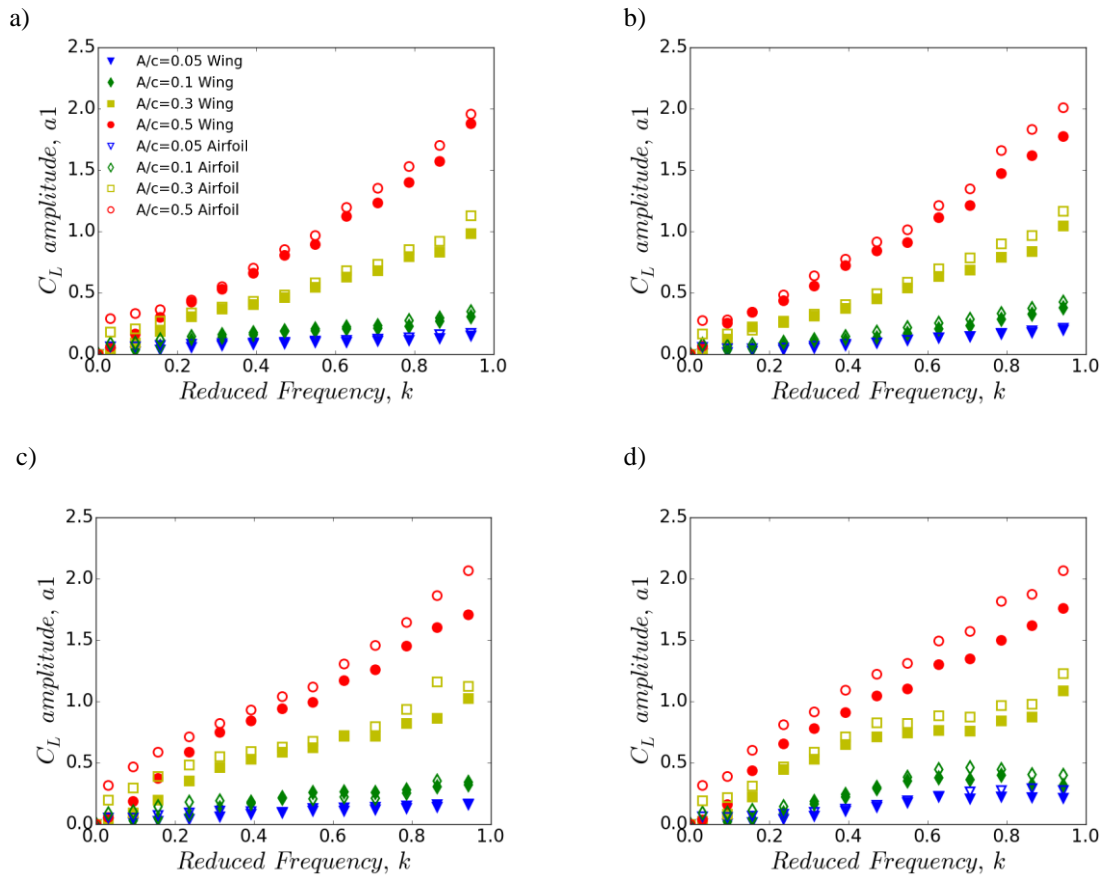 a)
2.5
2.0
1.5
1.0
0.5
0.0
C_L amplitude, a1
A/c=0.05 Wing
A/c=0.1 Wing
A/c=0.3 Wing
A/c=0.5 Wing
A/c=0.05 Airfoil
A/c=0.1 Airfoil
A/c=0.3 Airfoil
A/c=0.5 Airfoil
0.0 0.2 0.4 0.6 0.8 1.0
Reduced Frequency, k
b)
2.5
2.0
1.5
1.0
0.5
0.0
C_L amplitude, a1
0.0 0.2 0.4 0.6 0.8 1.0
Reduced Frequency, k
c)
2.5
2.0
1.5
1.0
0.5
0.0
C_L amplitude, a1
0.0 0.2 0.4 0.6 0.8 1.0
Reduced Frequency, k
d)
2.5
2.0
1.5
1.0
0.5
0.0
C_L amplitude, a1
0.0 0.2 0.4 0.6 0.8 1.0
Reduced Frequency, k